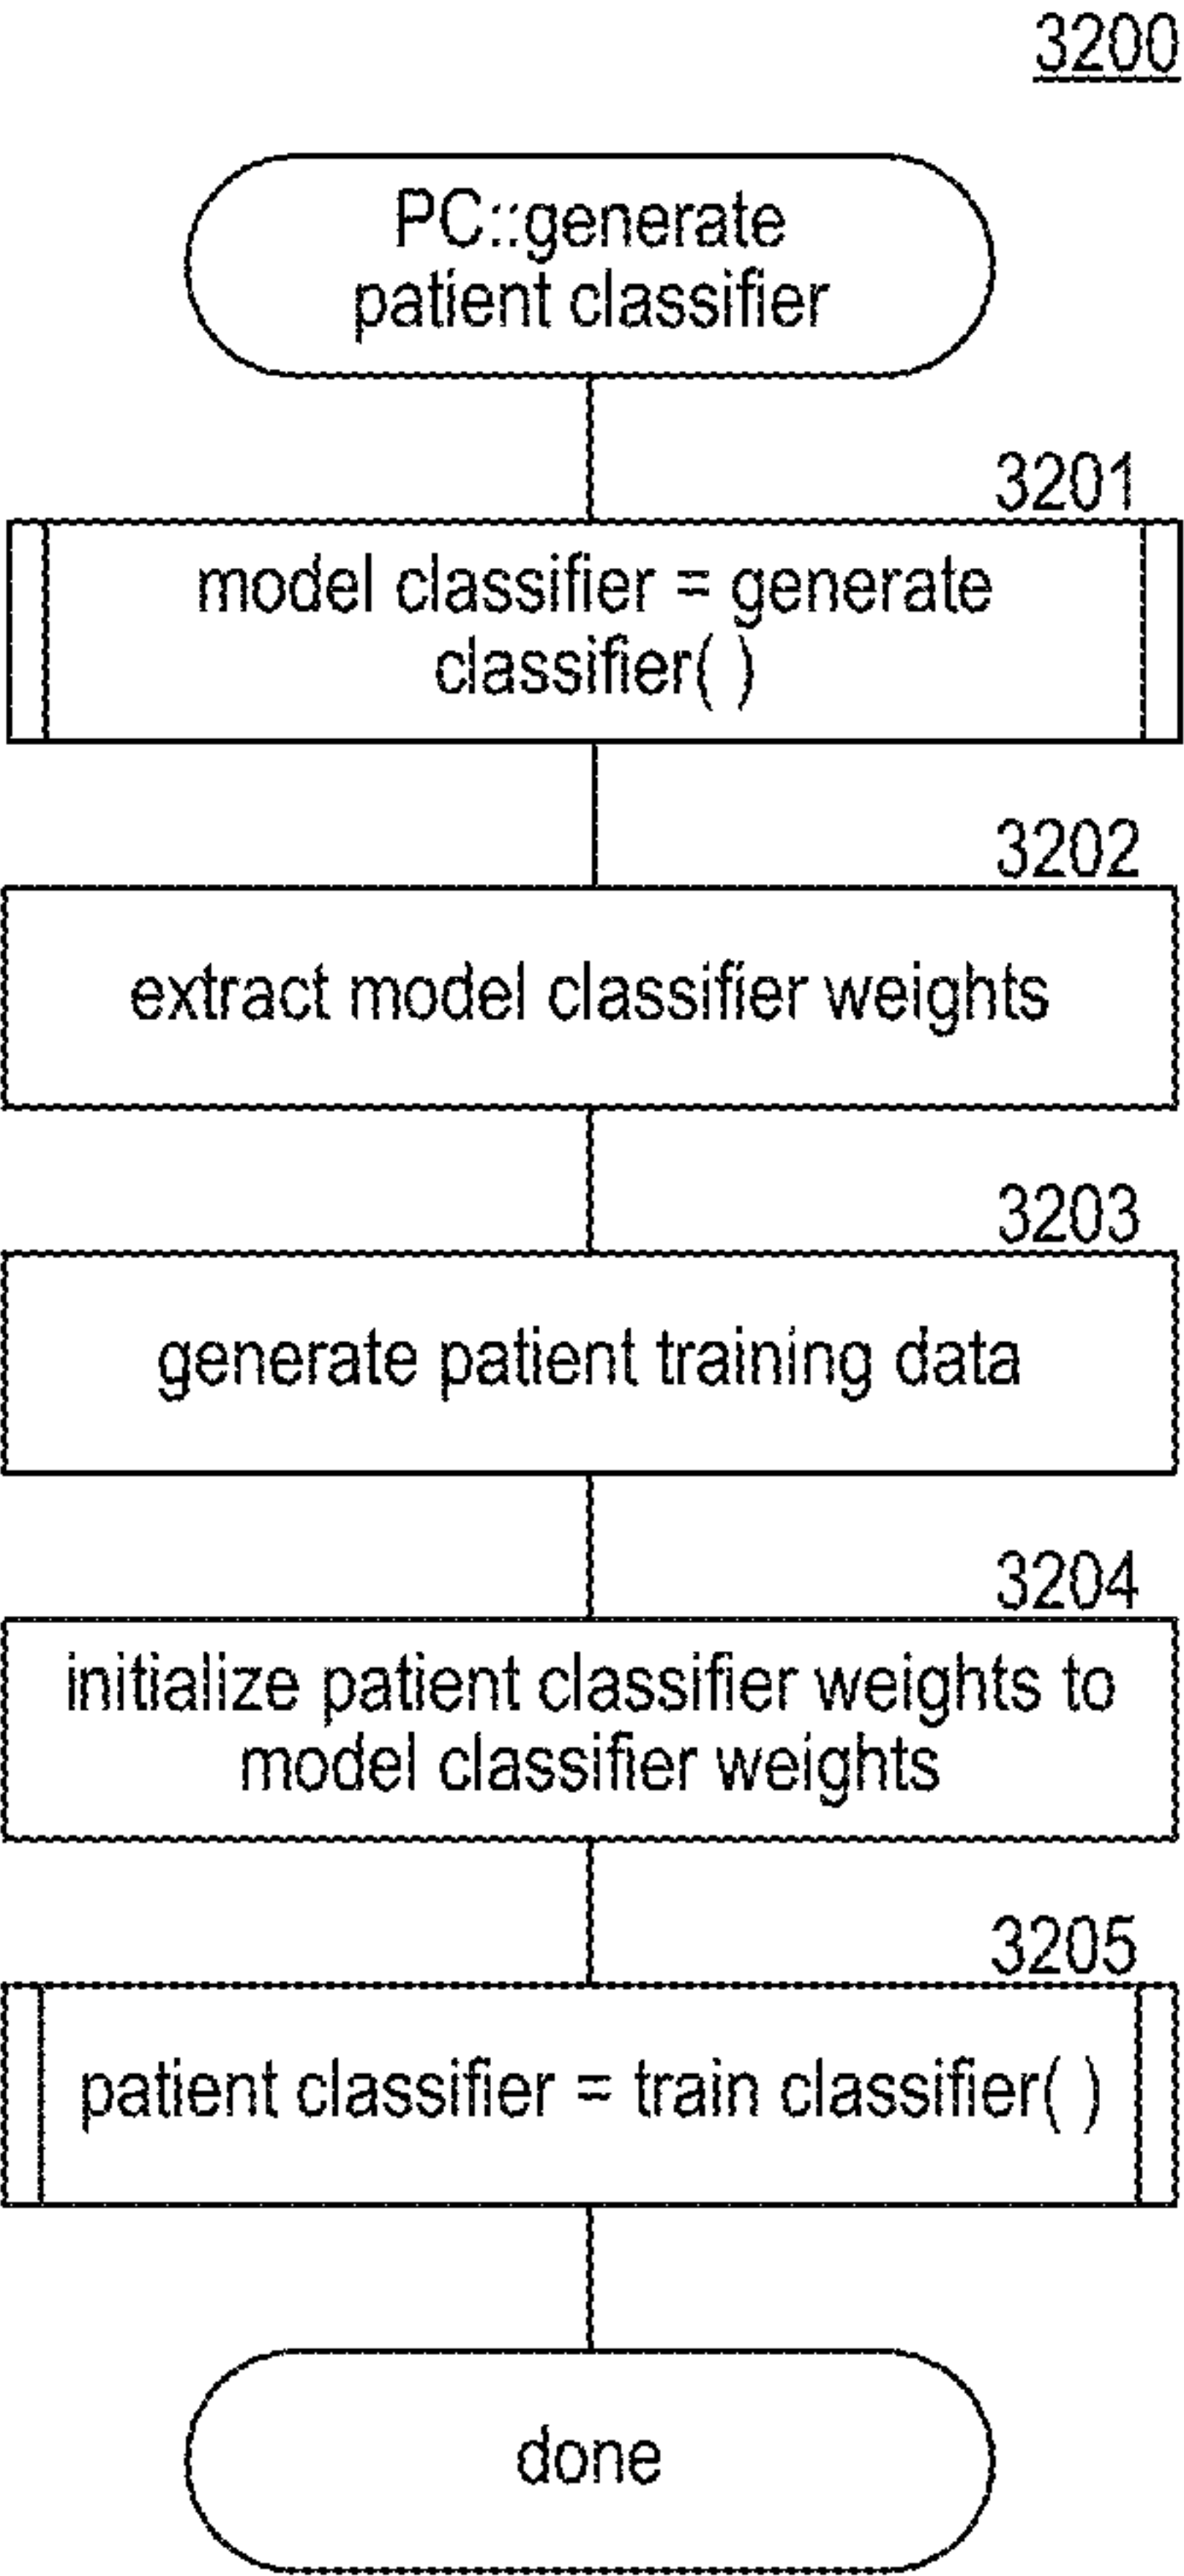 3200
PC::generate
patient classifier
3201
model classifier = generate
classifier( )
3202
extract model classifier weights
3203
generate patient training data
3204
initialize patient classifier weights to
model classifier weights
3205
patient classifier = train classifier( )
done